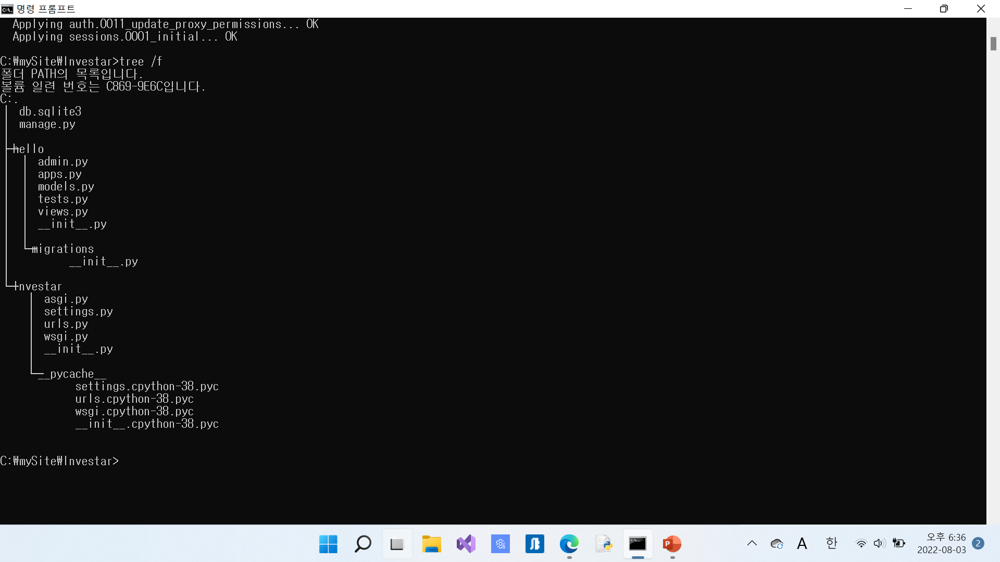 명령 프롬프트
Applying auth.0011_update_proxy_permissions... OK
Applying sessions.0001_initial... OK
C:₩mySite₩Investar>tree /f
폴더 PATH의 목록입니다.
볼륨 일련 번호는 C869-9E6C입니다.
C:.
db.sqlite3
manage.py
hello
admin.py
apps.py
models.py
tests.py
views.py
__init__.py
migrations
__init__.py
Investar
asgi.py
settings.py
urls.py
wsgi.py
__init__.py
__pycache__
settings.cpython-38.pyc
urls.cpython-38.pyc
wsgi.cpython-38.pyc
__init__.cpython-38.pyc
C:₩mySite₩Investar>
A 한 오후 6:36
2022-08-03 2